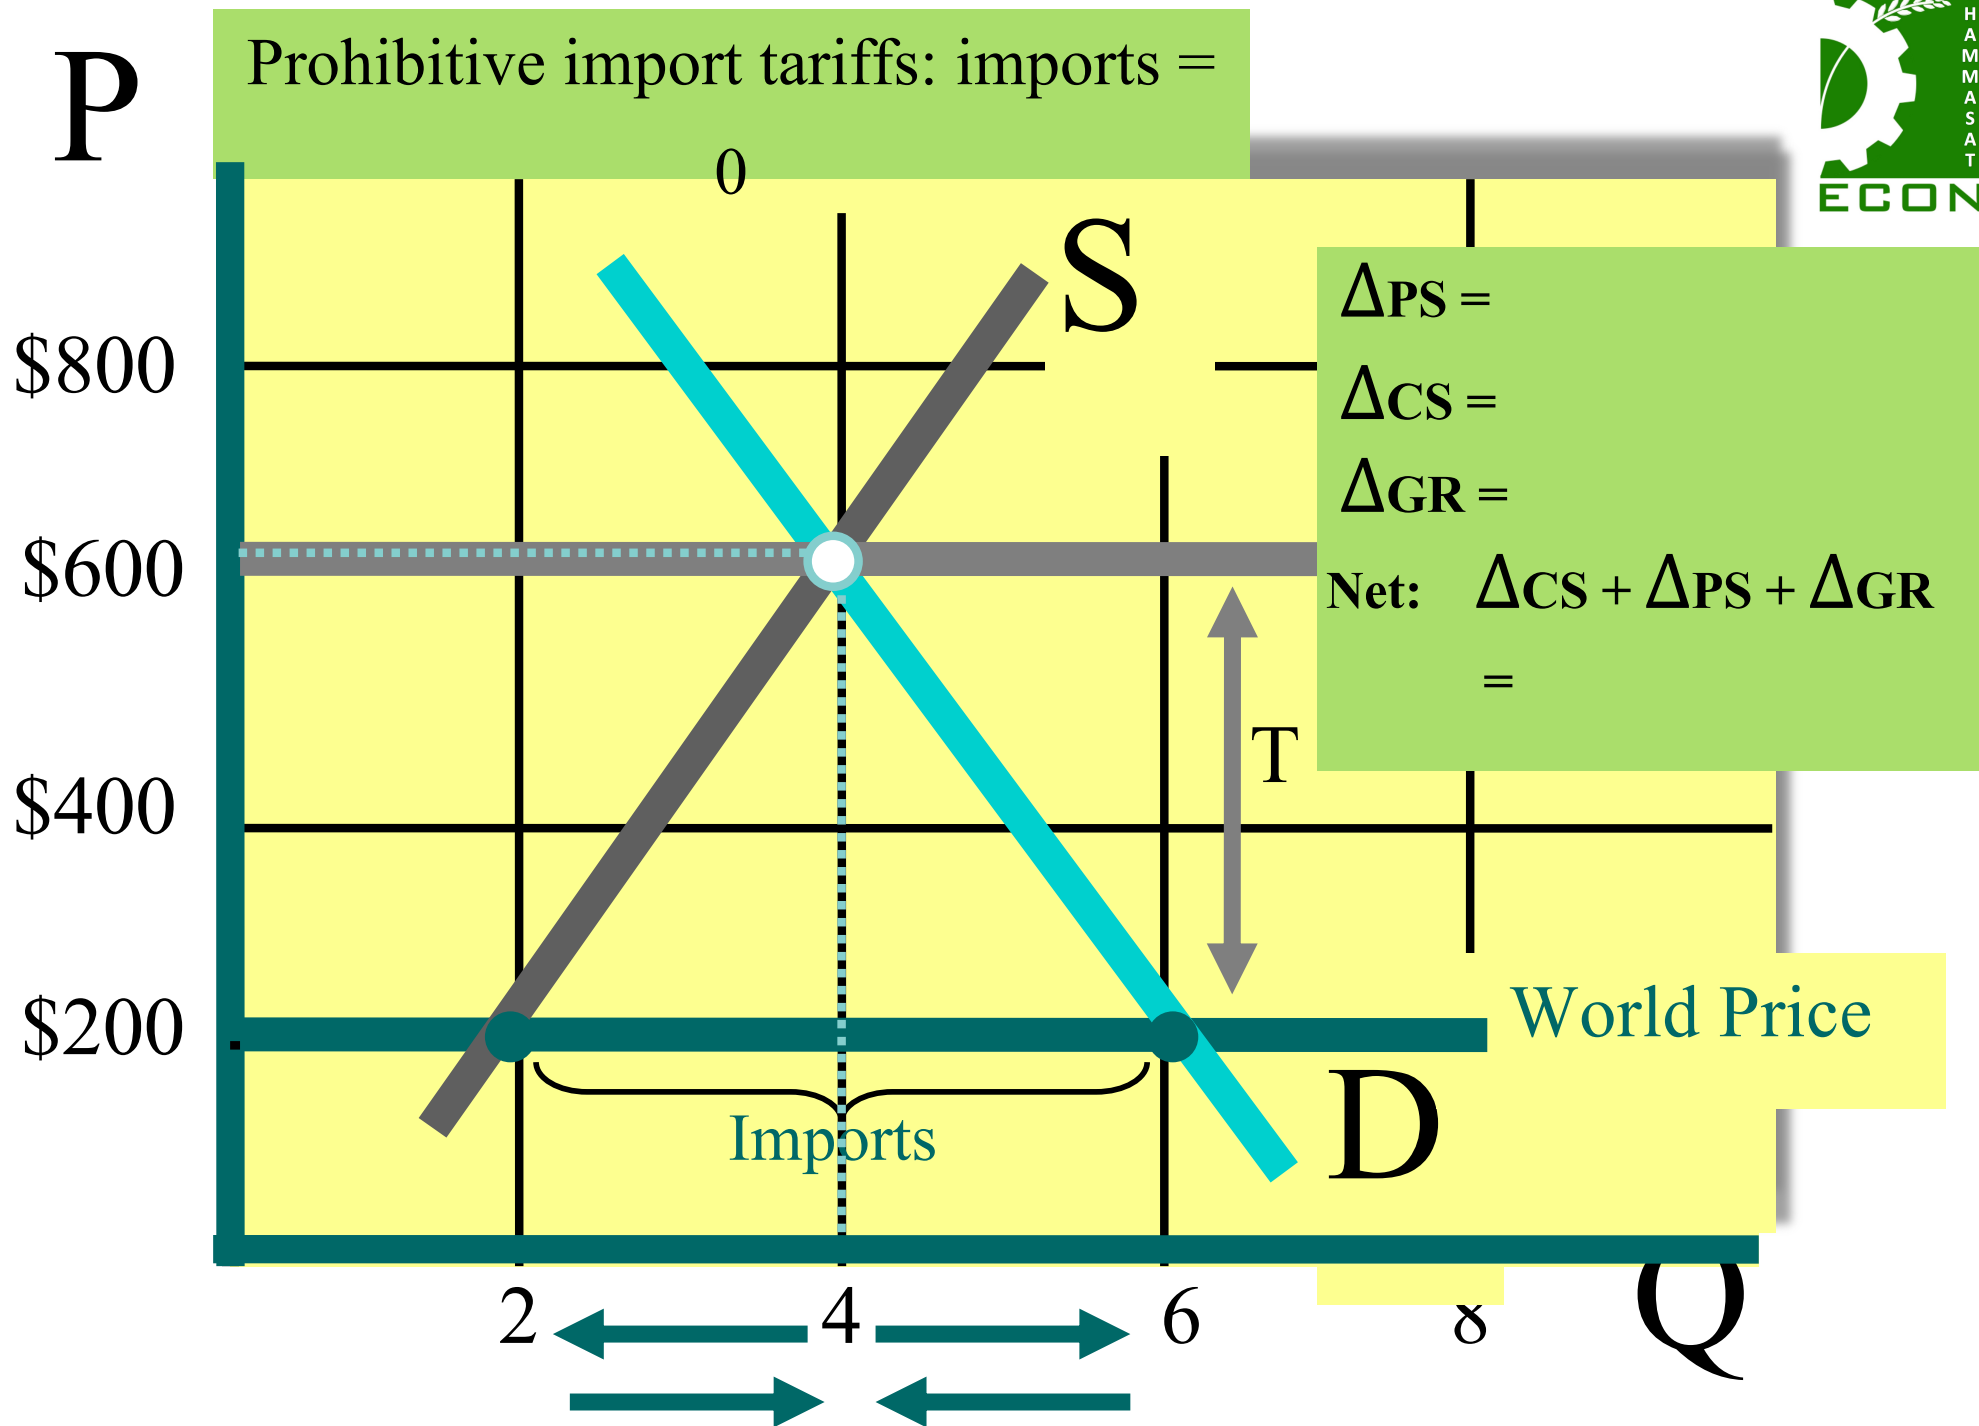 Prohibitive import tariffs: imports =
0
P
HAMMASAT
ECON
S
ΔPS =
ΔCS =
ΔGR =
Net: ΔCS + ΔPS + ΔGR
=
$800
$600
$400
$200
T
World Price
D
Imports
2 4 6 8
Q